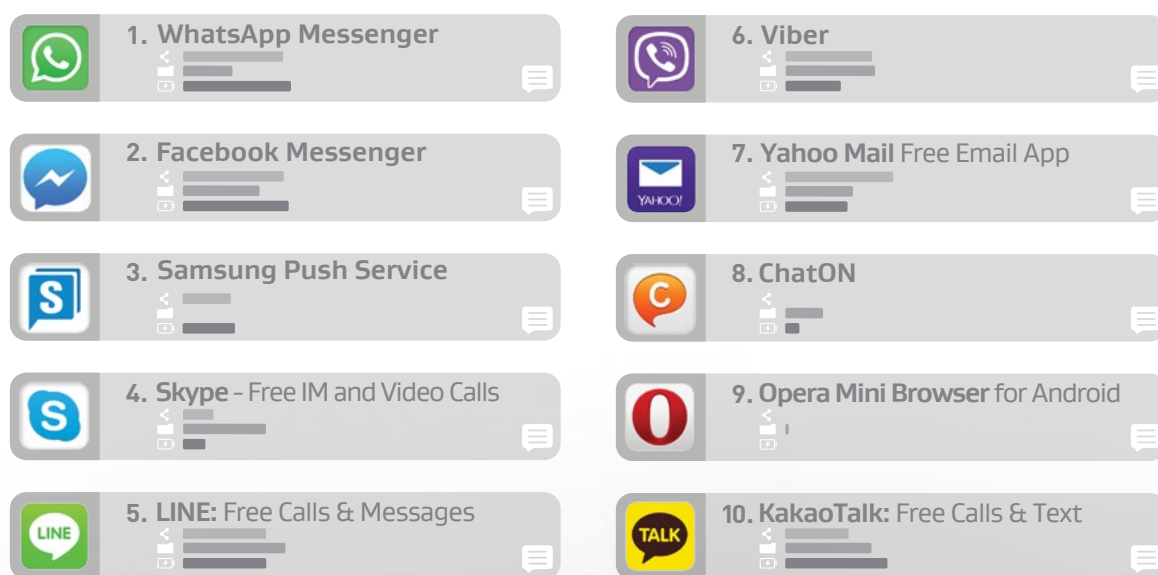 1. WhatsApp Messenger
2. Facebook Messenger
3. Samsung Push Service
S
4. Skype - Free IM and Video Calls
S
5. LINE: Free Calls & Messages
LINE
6. Viber
7. Yahoo Mail Free Email App
YAHOO!
8. ChatON
C
9. Opera Mini Browser for Android
O
10. KakaoTalk: Free Calls & Text
TALK